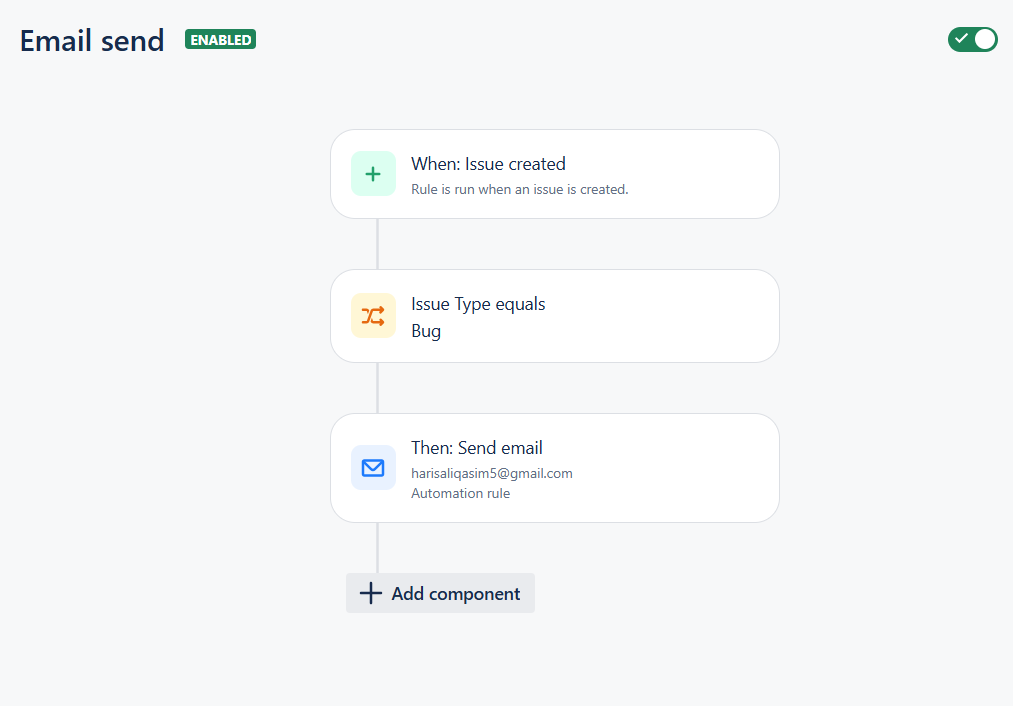 Email send
ENABLED
When: Issue created
Rule is run when an issue is created.
Issue Type equals
Bug
Then: Send email
harisaliqasim5@gmail.com
Automation rule
Add component